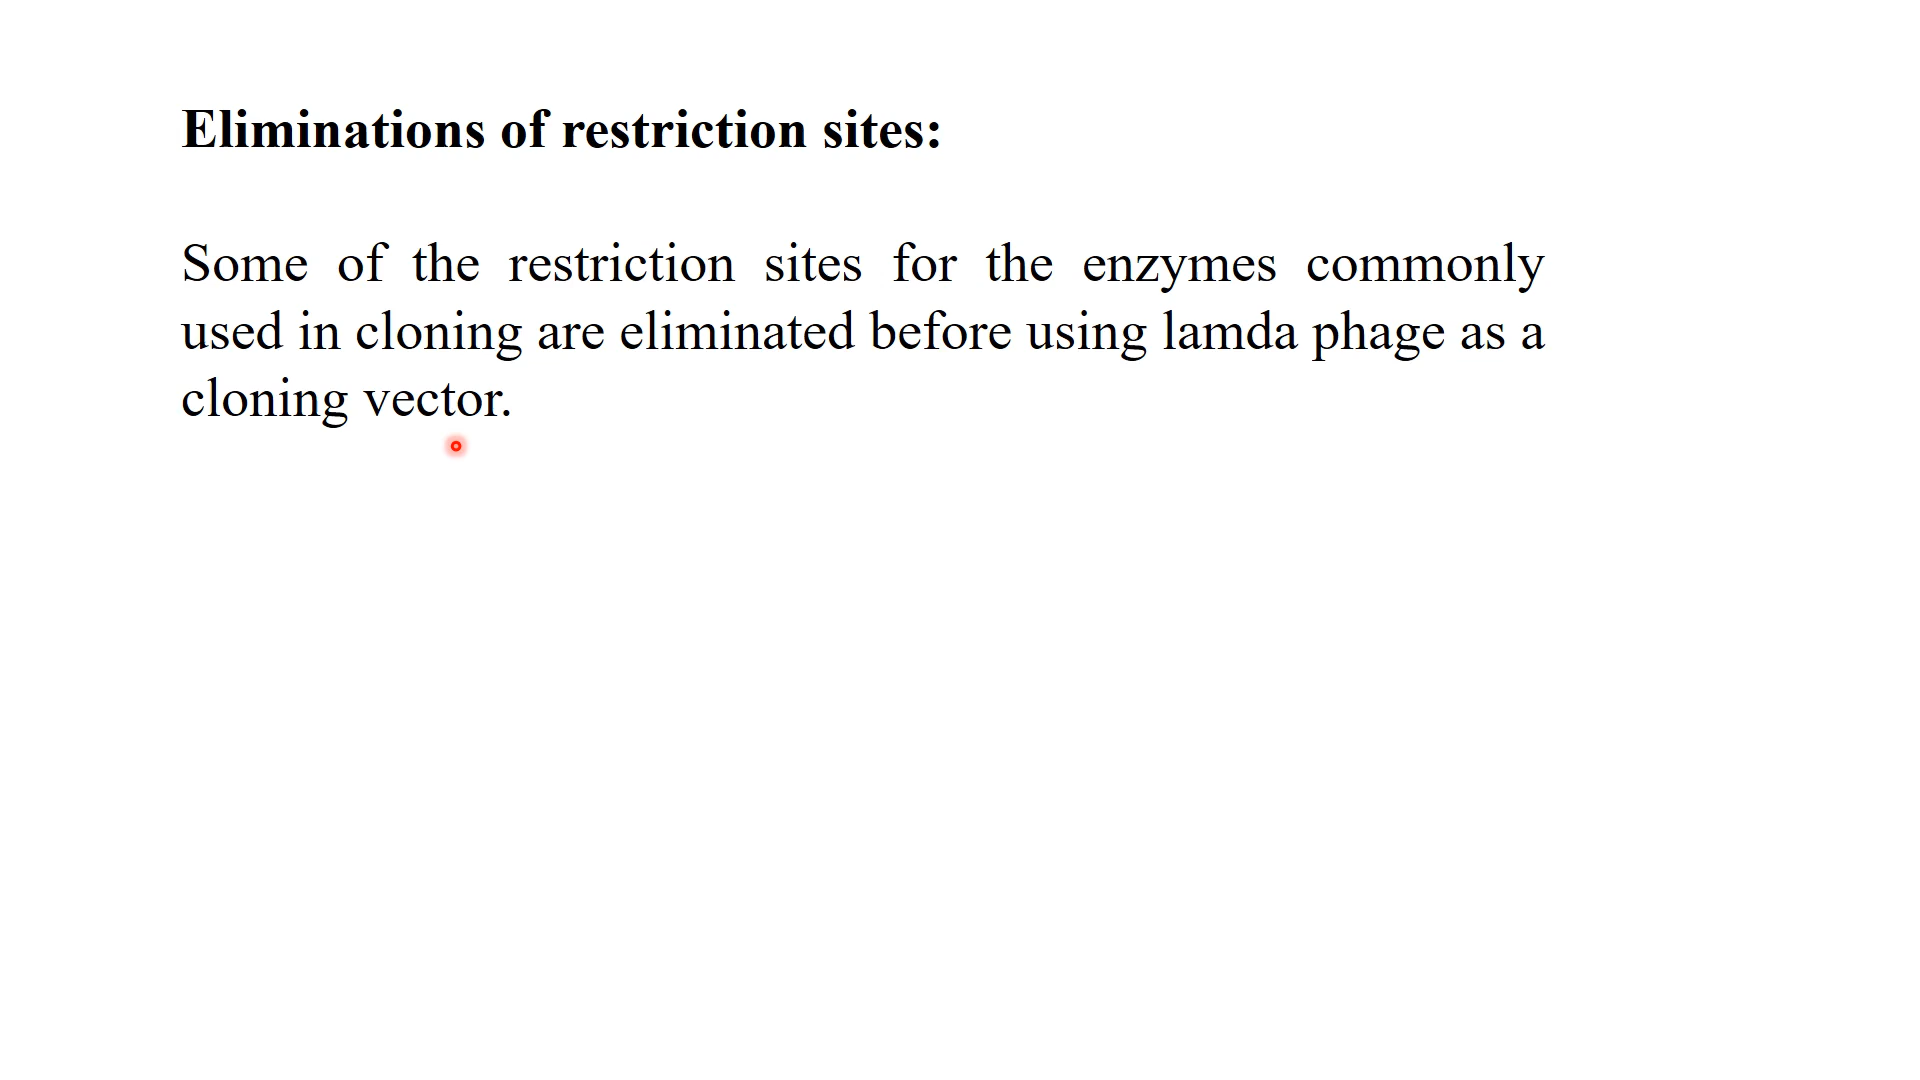 Eliminations of restriction sites:
Some of the restriction sites for the enzymes commonly
used in cloning are eliminated before using lamda phage as a
cloning vector.